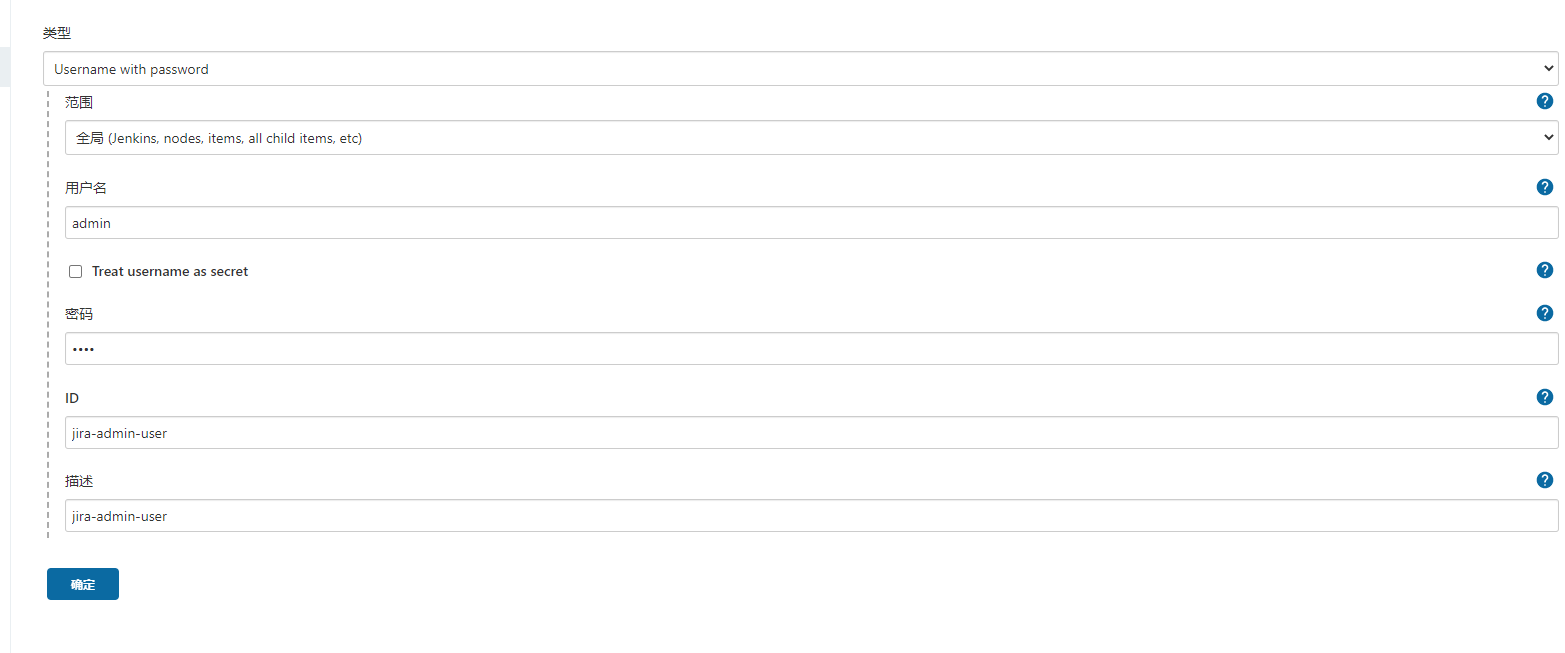 类型
Username with password
范围
?
全局 (Jenkins, nodes, items, all child items, etc)
用户名
?
admin
Treat username as secret
?
密码
?
••••
ID
?
jira-admin-user
描述
?
jira-admin-user
确定